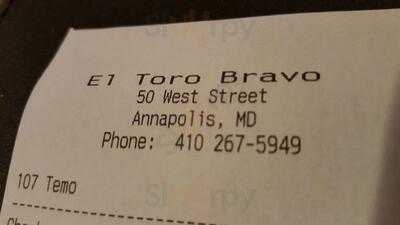 El Toro Bravo
50 West Street
Annapolis, MD
Phone: 410 267-5949
107 Temo